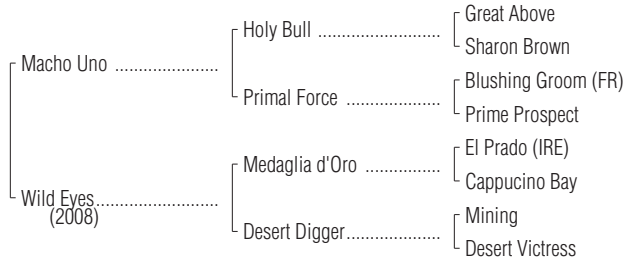 Great Above
Holy Bull
Sharon Brown
Macho Uno
Blushing Groom (FR)
Primal Force
Prime Prospect
El Prado (IRE)
Medaglia d'Oro
Cappucino Bay
Wild Eyes
(2008)
Mining
Desert Digger
Desert Victress